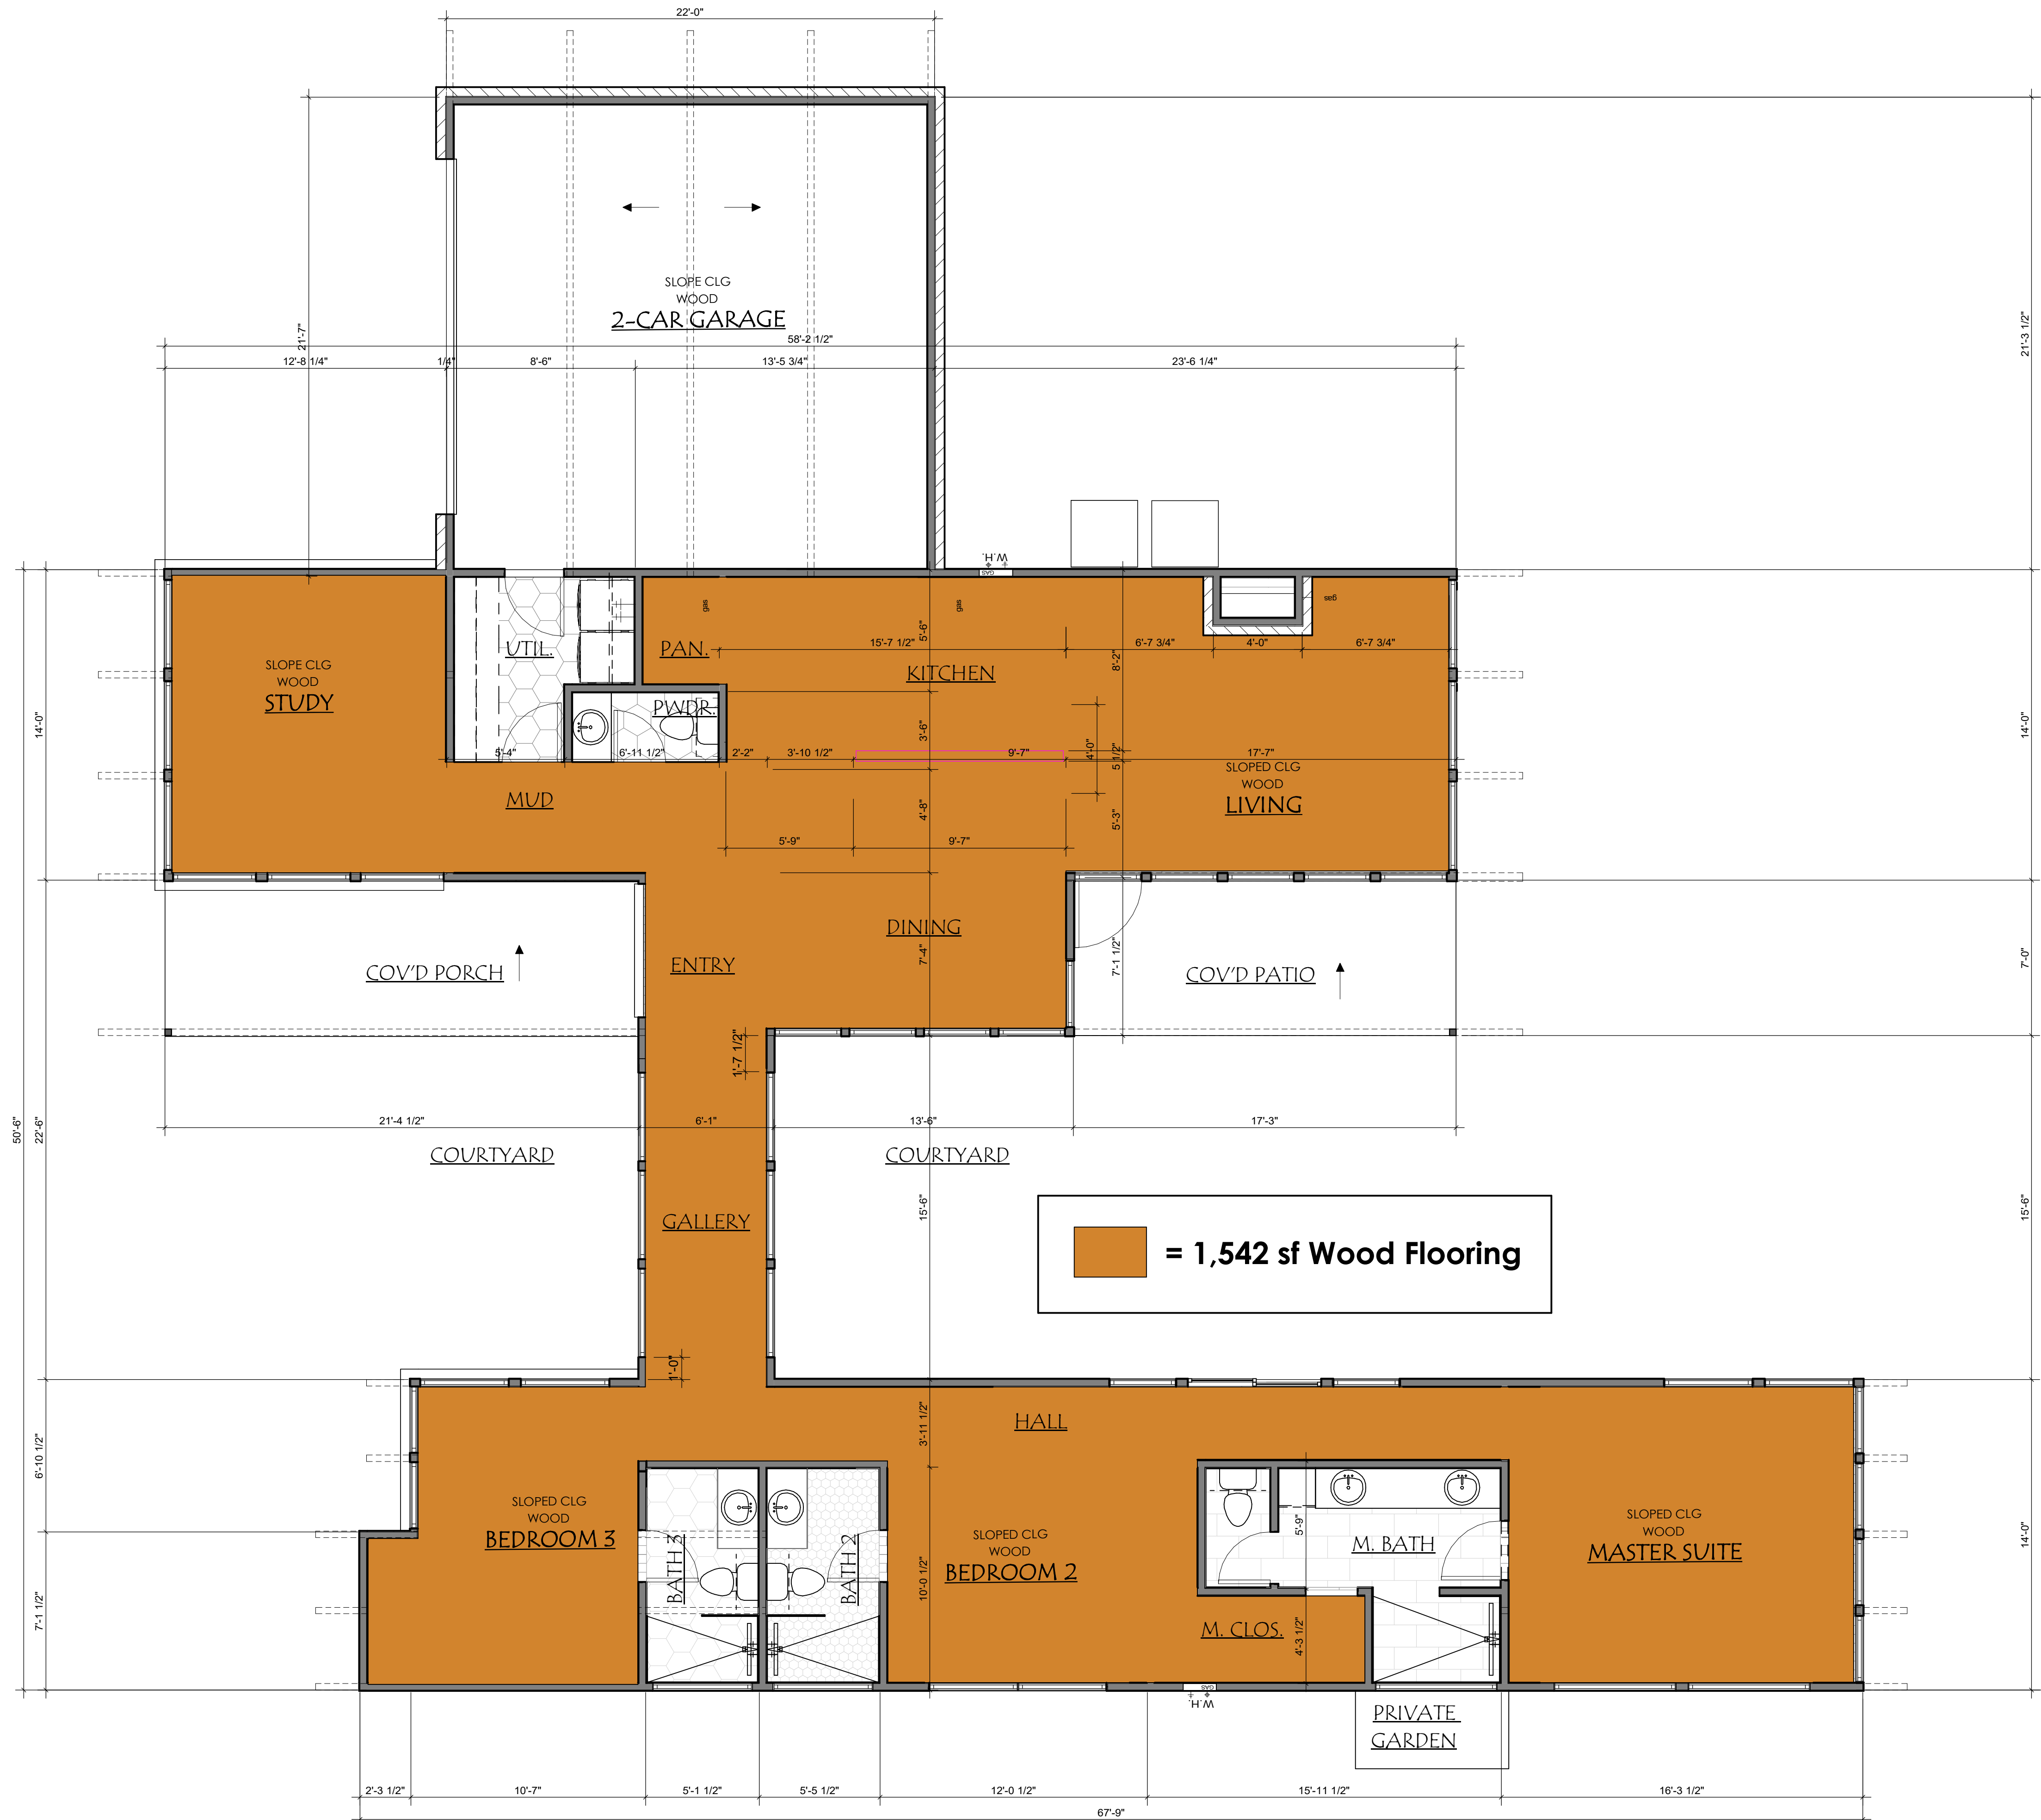 22'-0"
SLOPE CLG
WOOD
2-CAR GARAGE
21'-7"
21'-3 1/2"
58'-2 1/2"
12'-8 1/4"
1/4"
8'-6"
13'-5 3/4"
23'-6 1/4"
W.H.
GAS
gas
gas
gas
UTIL.
PAN.
KITCHEN
5'-6"
15'-7 1/2"
8'-2"
6'-7 3/4"
4'-0"
6'-7 3/4"
SLOPE CLG
WOOD
STUDY
PWDR.
14'-0"
14'-0"
3'-6"
4'-0"
5 1/2"
5'-4"
6'-11 1/2"
2'-2"
3'-10 1/2"
9'-7"
17'-7"
SLOPED CLG
WOOD
LIVING
MUD
4'-8"
5'-3"
5'-9"
9'-7"
DINING
7'-4"
7'-1 1/2"
7'-0"
COV'D PORCH
ENTRY
COV'D PATIO
1'-7 1/2"
50'-6"
22'-6"
21'-4 1/2"
6'-1"
13'-6"
17'-3"
COURTYARD
COURTYARD
GALLERY
15'-6"
15'-6"
= 1,542 sf Wood Flooring
1'-0"
3'-11 1/2"
HALL
6'-10 1/2"
SLOPED CLG
WOOD
BEDROOM 3
BATH 3
BATH 2
SLOPED CLG
WOOD
BEDROOM 2
10'-0 1/2"
5'-9"
M. BATH
SLOPED CLG
WOOD
MASTER SUITE
14'-0"
7'-1 1/2"
M. CLOS.
4'-3 1/2"
GAS
W.H.
PRIVATE
GARDEN
2'-3 1/2"
10'-7"
5'-1 1/2"
5'-5 1/2"
12'-0 1/2"
15'-11 1/2"
16'-3 1/2"
67'-9"